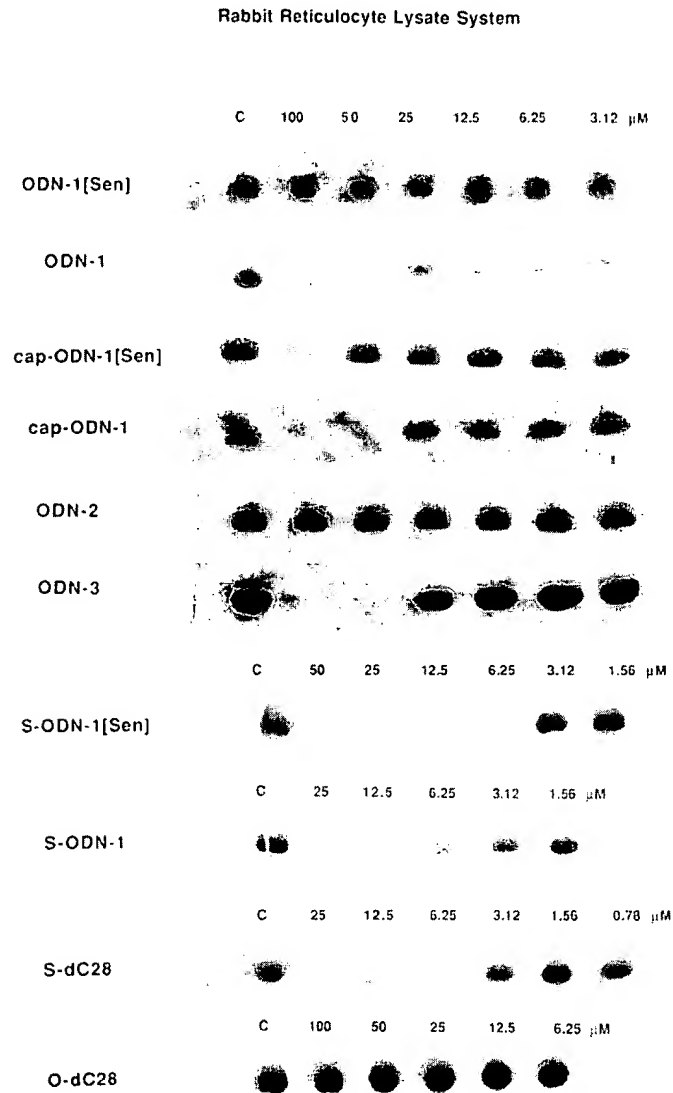 Rabbit Reticulocyte Lysate System
C 100 50 25 12.5 6.25 3.12 µM
ODN-1[Sen]
ODN-1
cap-ODN-1[Sen]
cap-ODN-1
ODN-2
ODN-3
C 50 25 12.5 6.25 3.12 1.56 µM
S-ODN-1[Sen]
C 25 12.5 6.25 3.12 1.56 µM
S-ODN-1
C 25 12.5 6.25 3.12 1.56 0.78 µM
S-dC28
C 100 50 25 12.5 6.25 µM
O-dC28